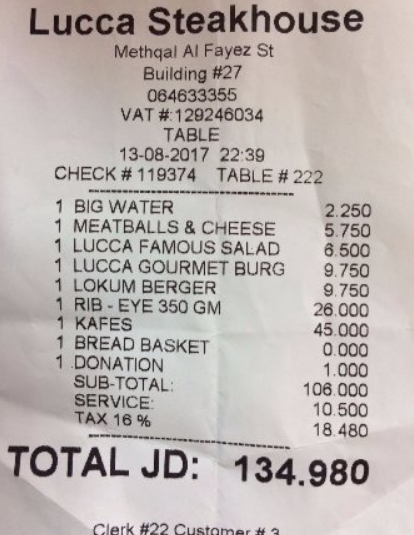 Lucca Steakhouse
Methqal Al Fayez St
Building #27
064633355
VAT #:129246034
TABLE
13-08-2017 22:39
CHECK # 119374 TABLE # 222
1 BIG WATER 2.250
1 MEATBALLS & CHEESE 5.750
1 LUCCA FAMOUS SALAD 6.500
1 LUCCA GOURMET BURG 9.750
1 LOKUM BERGER 9.750
1 RIB - EYE 350 GM 26.000
1 KAFES 45.000
1 BREAD BASKET 0.000
1 DONATION 1.000
SUB-TOTAL: 106.000
SERVICE: 10.500
TAX 16 % 18.480
TOTAL JD: 134.980
Clerk #22 Customer # 3